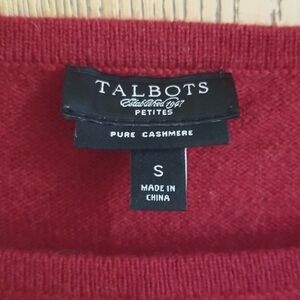 TALBOTS
Established 1947
PETITES
PURE CASHMERE
S
MADE IN
CHINA